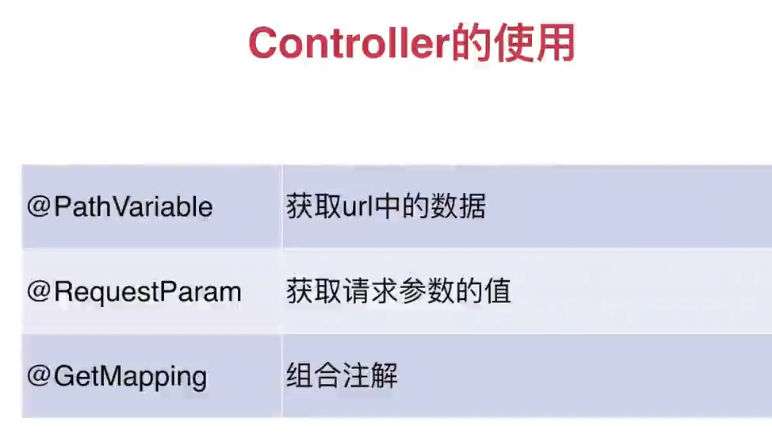 Controller的使用
@PathVariable 获取url中的数据
@RequestParam 获取请求参数的值
@GetMapping 组合注解